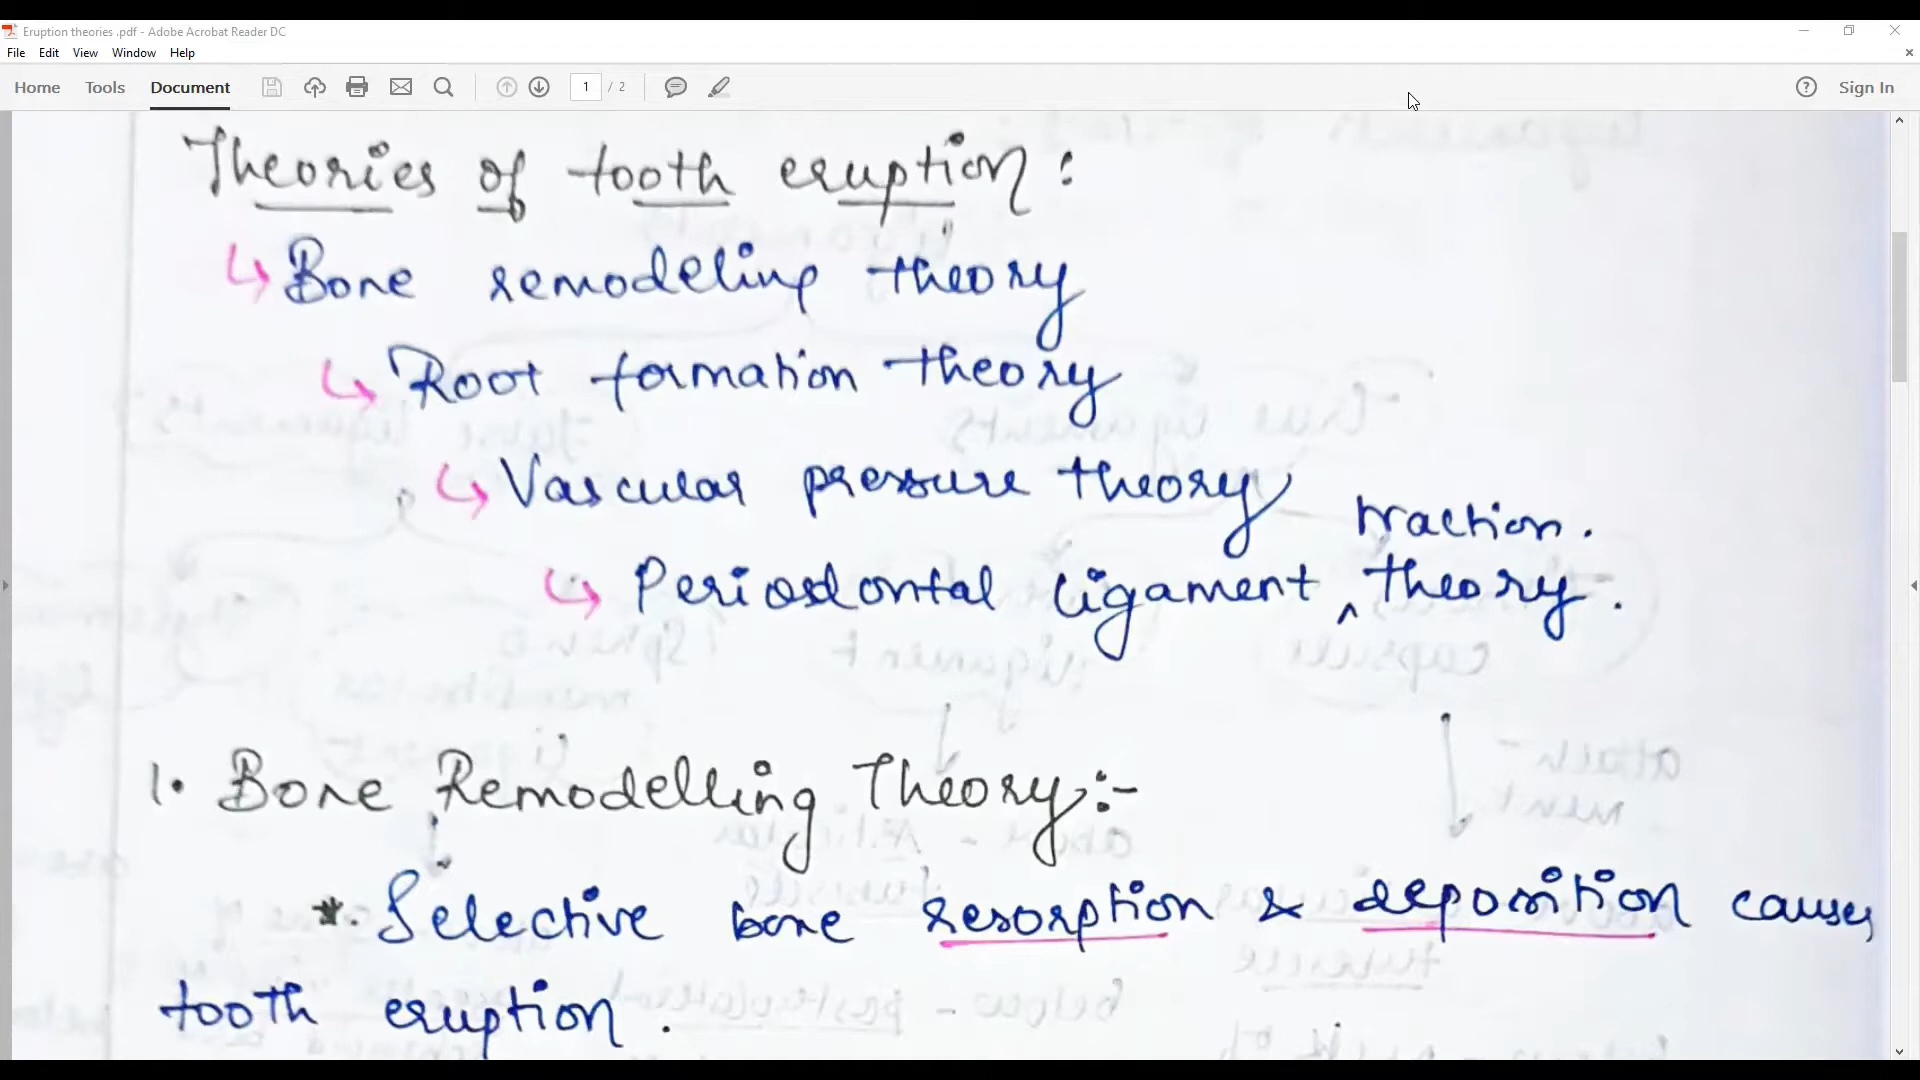 Eruption theories .pdf - Adobe Acrobat Reader DC
File Edit View Window Help
Home Tools Document 1 / 2 Sign In
Theories of tooth eruption:
Bone remodeling theory
Root formation theory
Vascular pressure theory
traction.
Periodontal ligament ^ theory.
1. Bone Remodelling Theory:-
*. Selective bone resorption & deposition causes
tooth eruption.